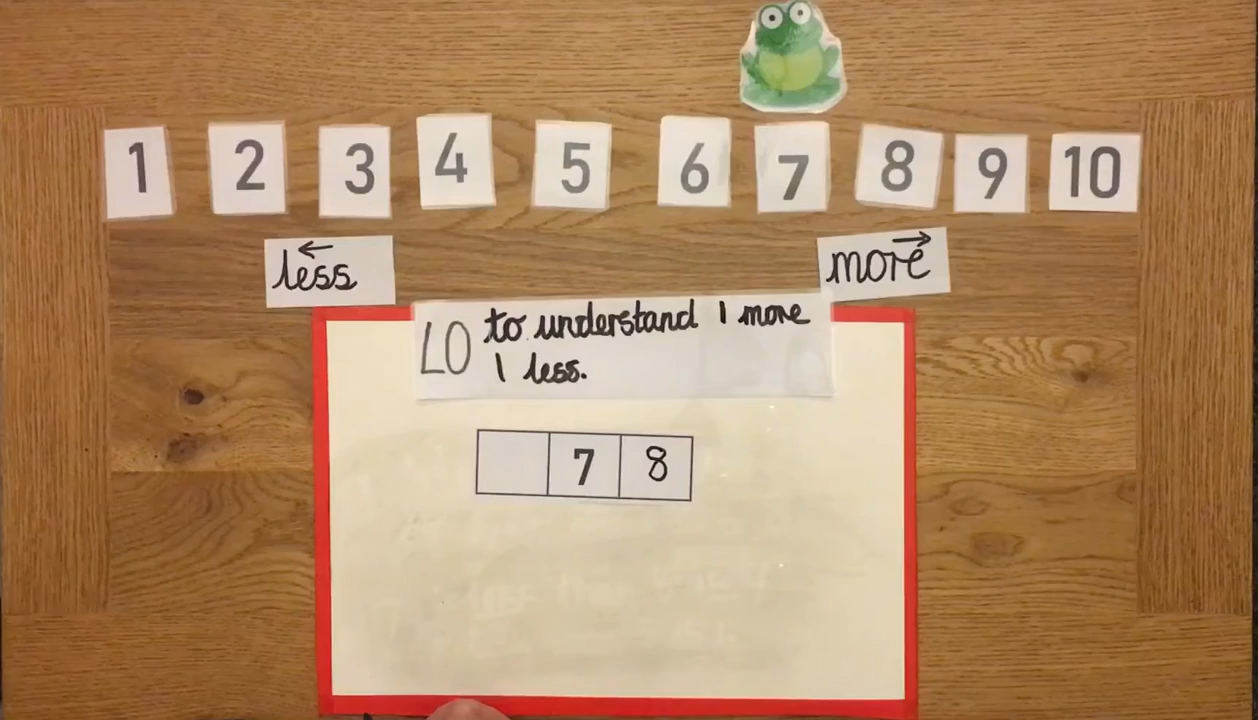 1 2 3 4 5 6 7 8 9 10
← less
more →
LO to understand 1 more
1 less.
7 8